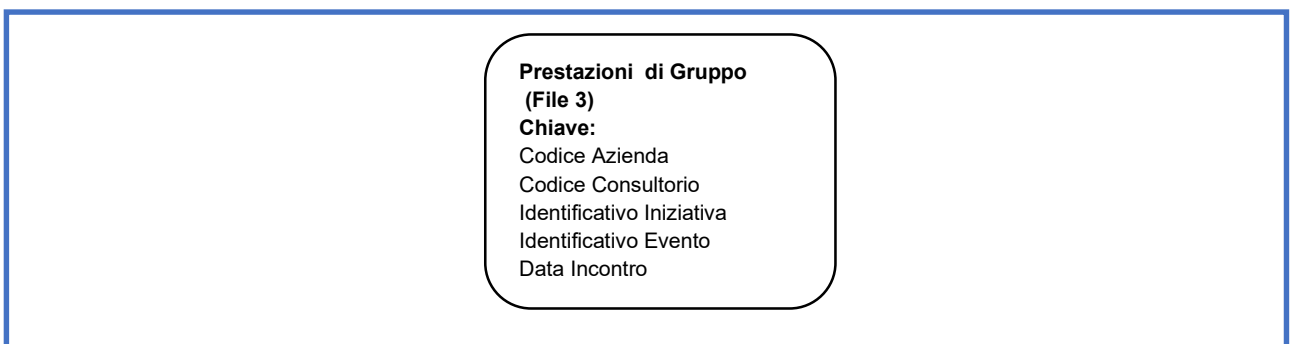 Prestazioni  di Gruppo
(File 3)
Chiave:
Codice Azienda
Codice Consultorio
Identificativo Iniziativa
Identificativo Evento
Data Incontro